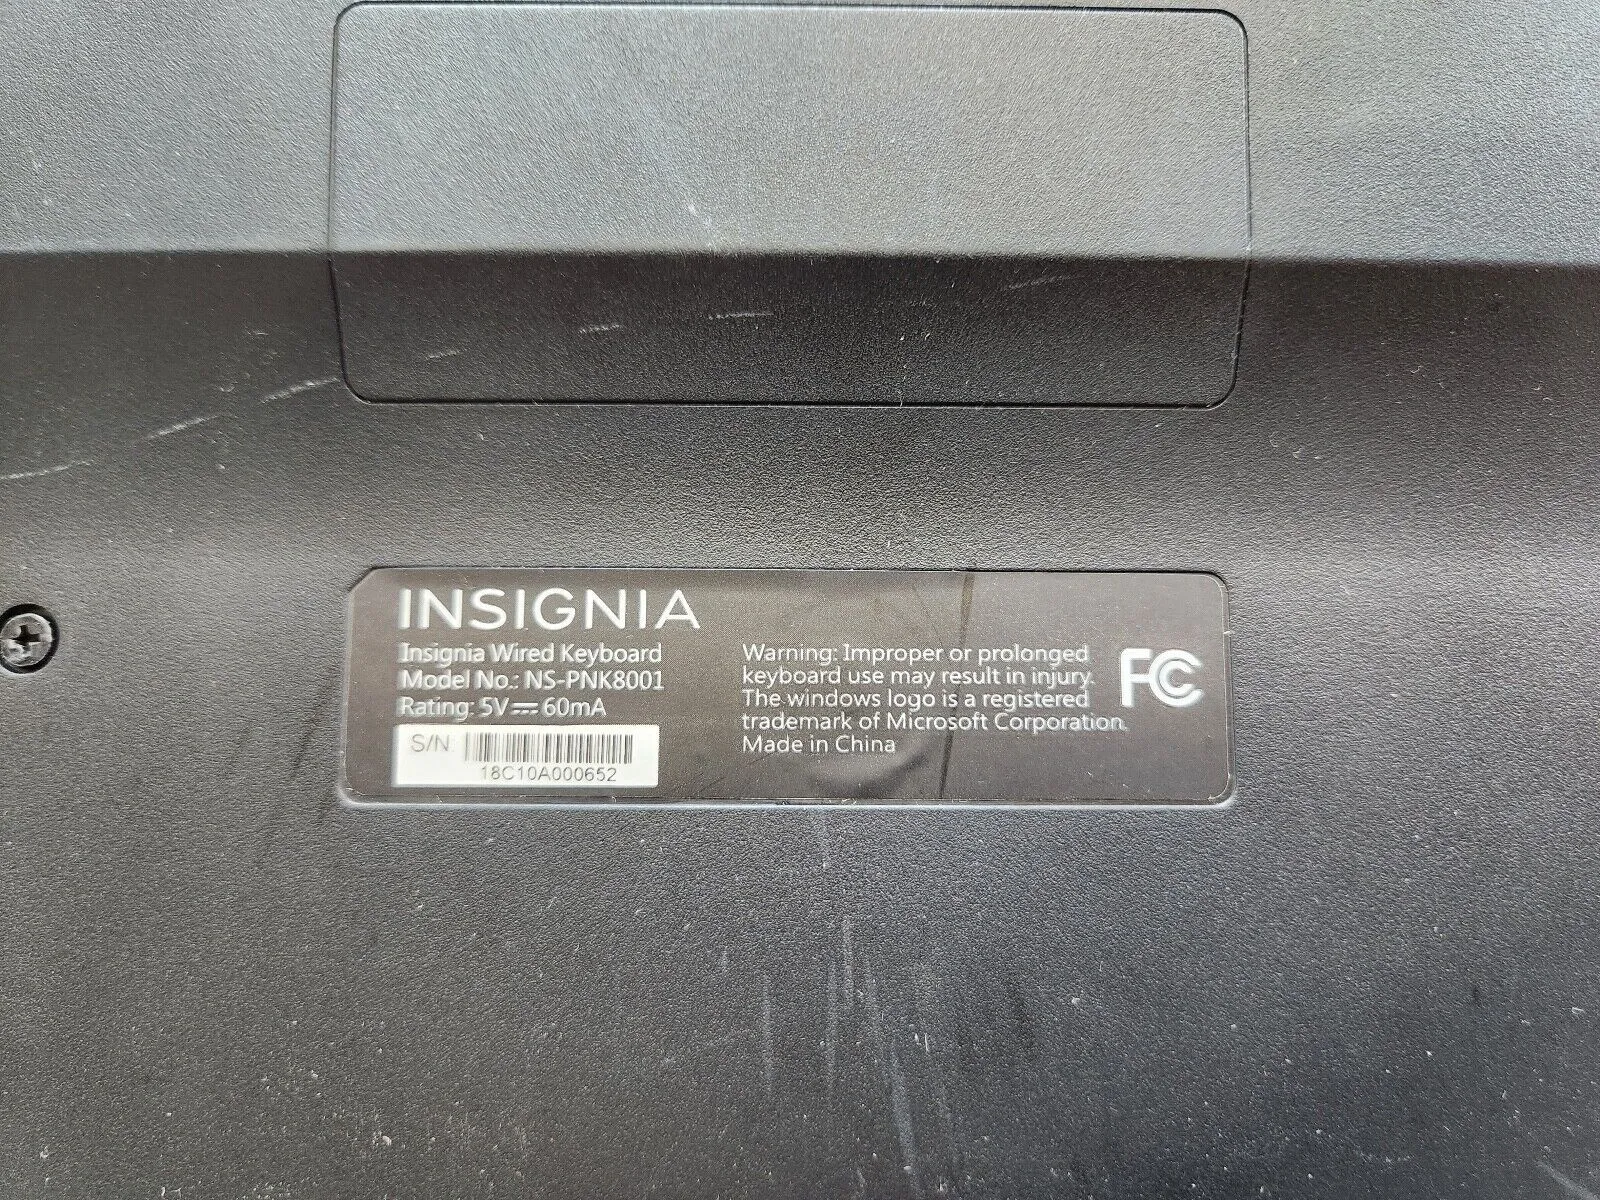 INSIGNIA
Insignia Wired Keyboard
Model No.: NS-PNK8001
Rating: 5V⎓60mA
S/N:
18C10A000652
Warning: Improper or prolonged
keyboard use may result in injury.
The windows logo is a registered
trademark of Microsoft Corporation.
Made in China
FC